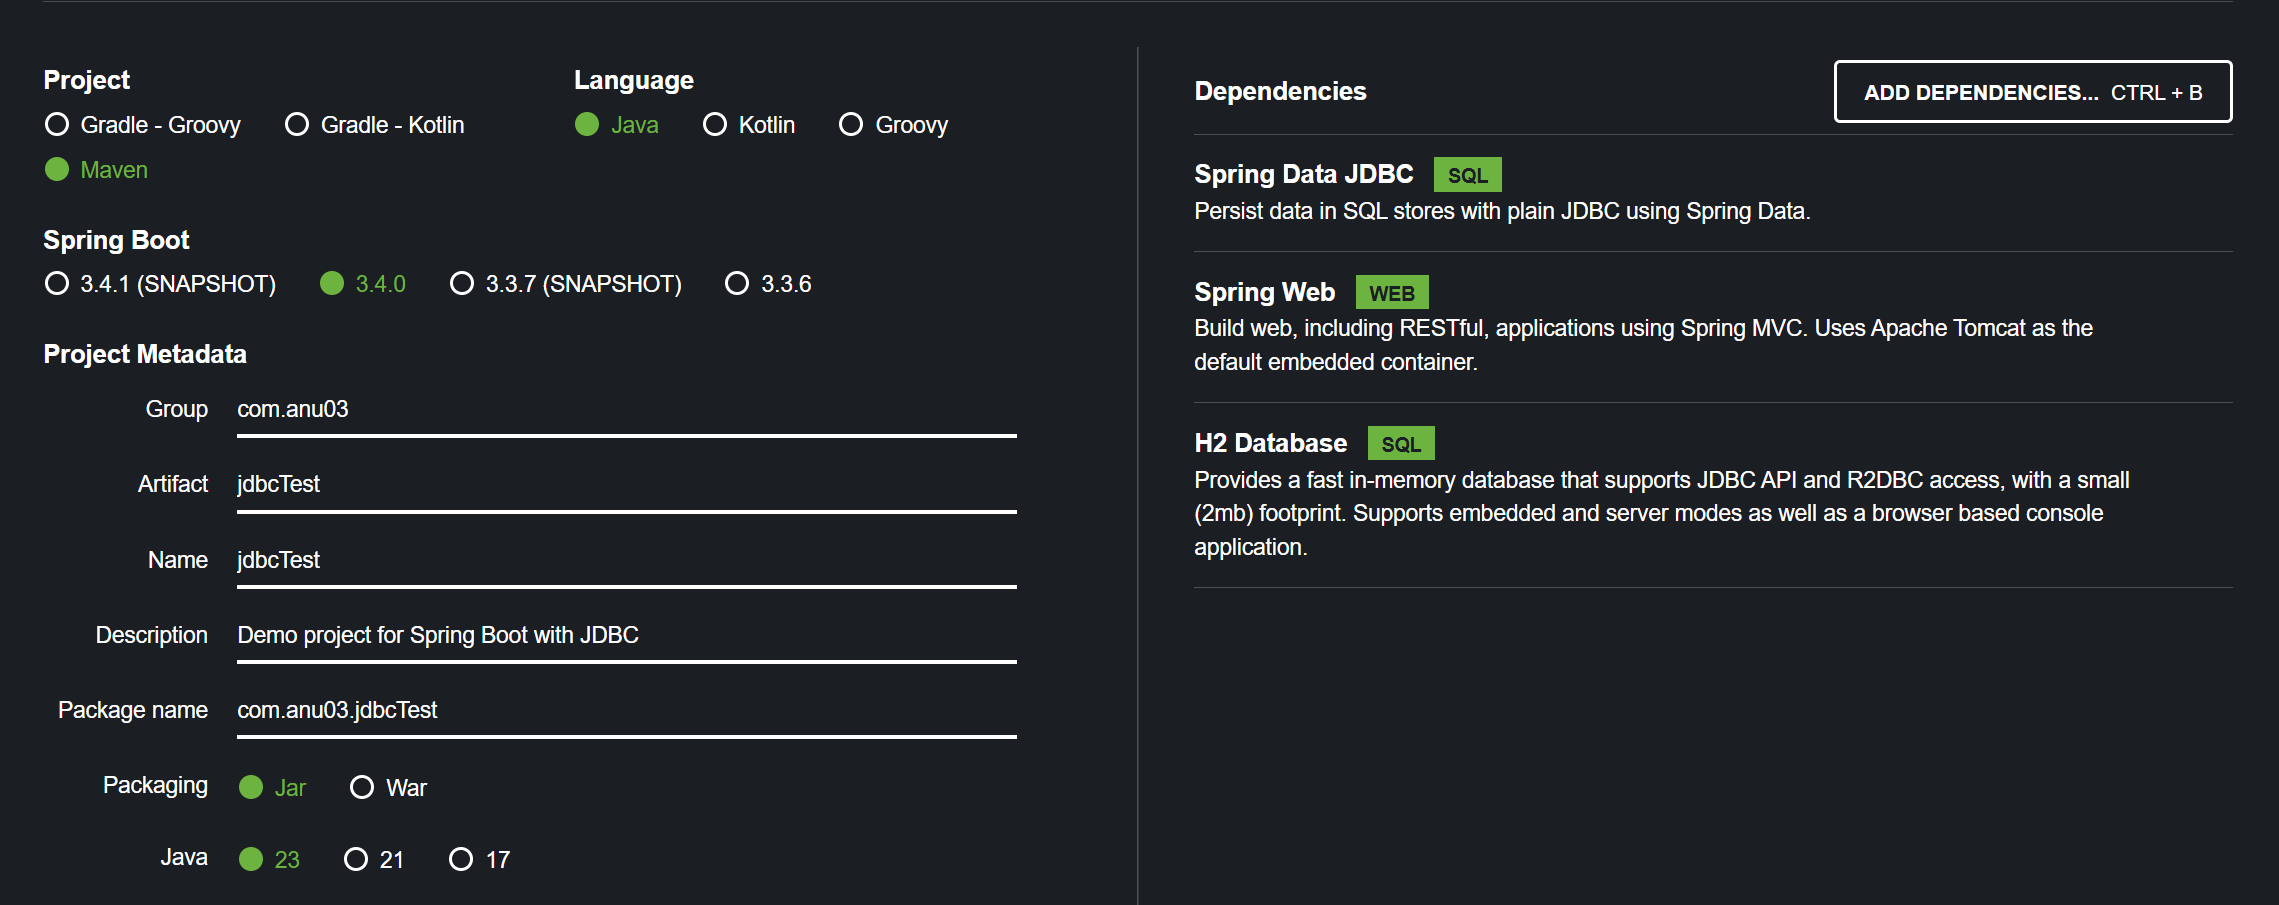 Project
Gradle - Groovy Gradle - Kotlin
Maven
Language
Java Kotlin Groovy
Spring Boot
3.4.1 (SNAPSHOT) 3.4.0 3.3.7 (SNAPSHOT) 3.3.6
Project Metadata
Group com.anu03
Artifact jdbcTest
Name jdbcTest
Description Demo project for Spring Boot with JDBC
Package name com.anu03.jdbcTest
Packaging Jar War
Java 23 21 17
Dependencies
ADD DEPENDENCIES... CTRL + B
Spring Data JDBC SQL
Persist data in SQL stores with plain JDBC using Spring Data.
Spring Web WEB
Build web, including RESTful, applications using Spring MVC. Uses Apache Tomcat as the
default embedded container.
H2 Database SQL
Provides a fast in-memory database that supports JDBC API and R2DBC access, with a small
(2mb) footprint. Supports embedded and server modes as well as a browser based console
application.